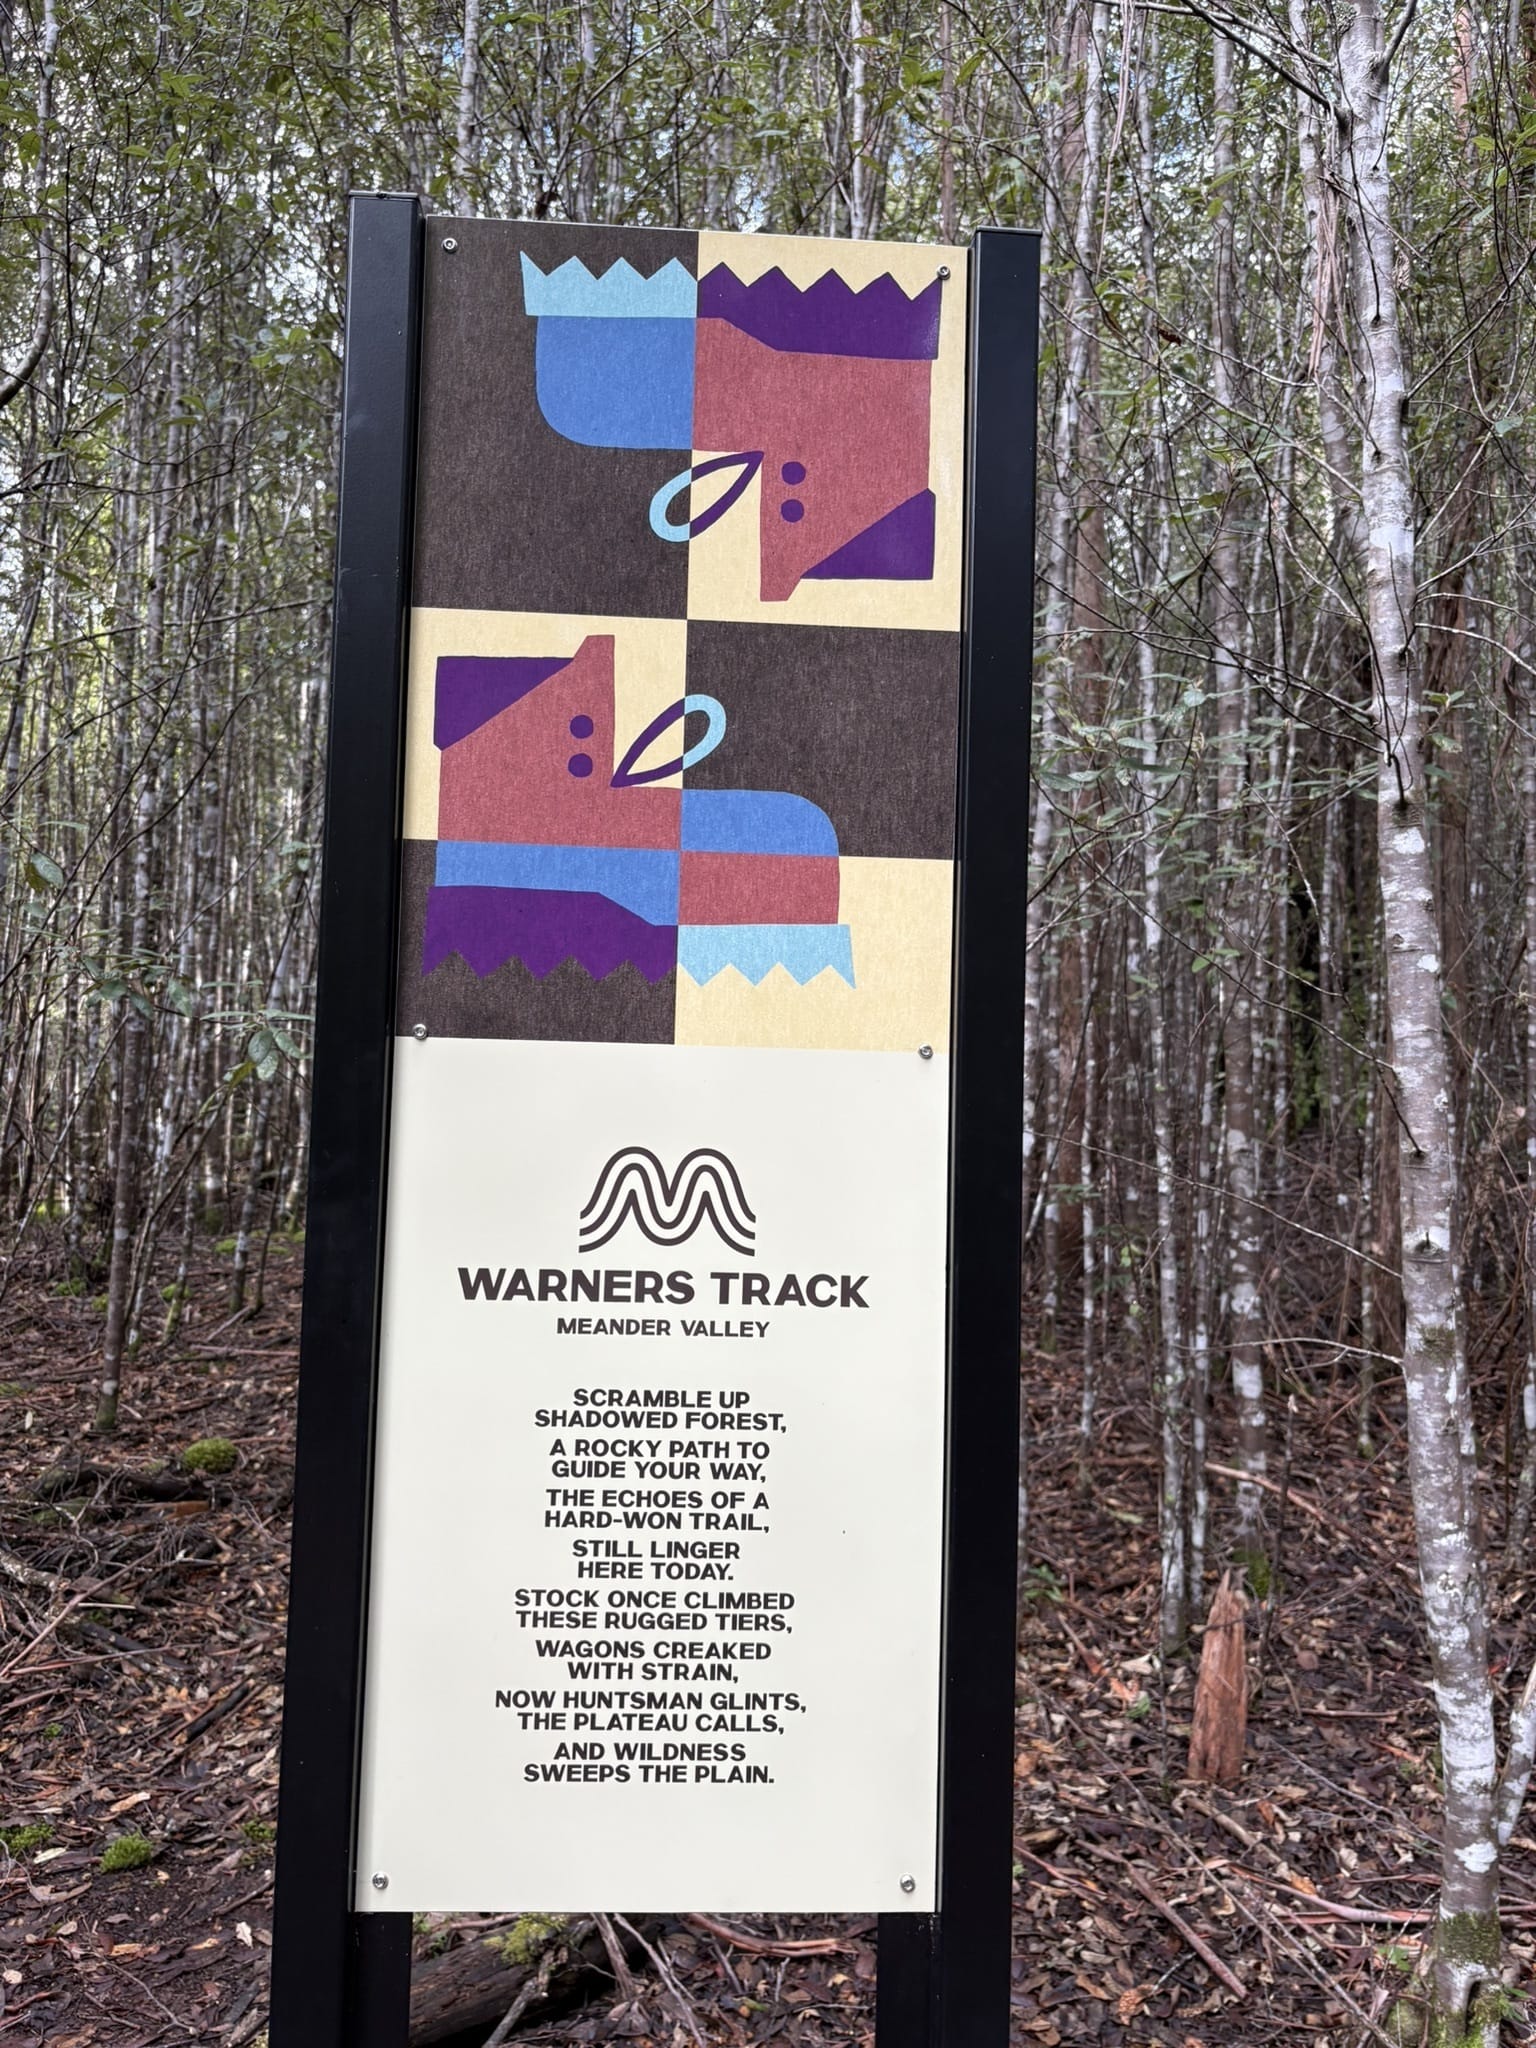 WARNERS TRACK
MEANDER VALLEY
SCRAMBLE UP
SHADOWED FOREST,
A ROCKY PATH TO
GUIDE YOUR WAY,
THE ECHOES OF A
HARD-WON TRAIL,
STILL LINGER
HERE TODAY.
STOCK ONCE CLIMBED
THESE RUGGED TIERS,
WAGONS CREAKED
WITH STRAIN,
NOW HUNTSMAN GLINTS,
THE PLATEAU CALLS,
AND WILDNESS
SWEEPS THE PLAIN.